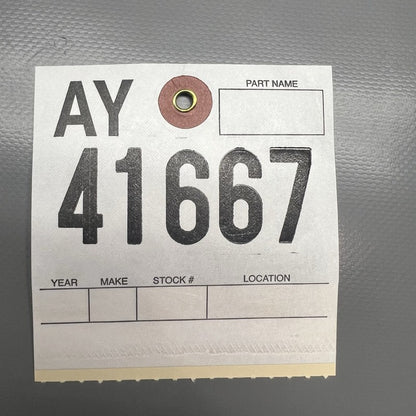 AY PART NAME
41667
YEAR MAKE STOCK # LOCATION